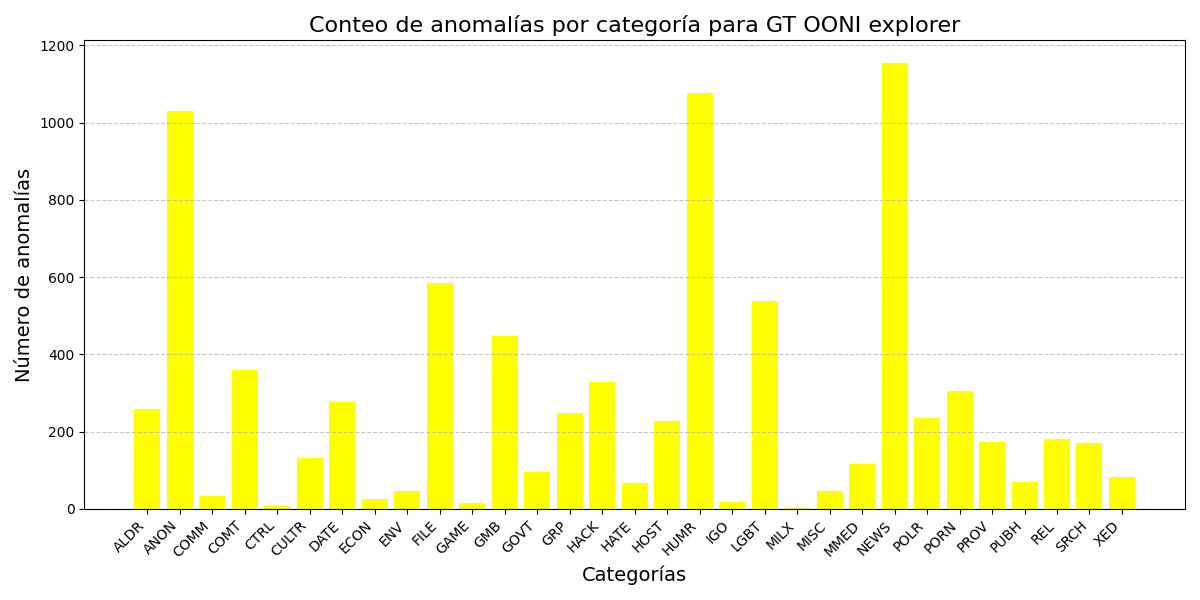 Conteo de anomalías por categoría para GT OONI explorer
Número de anomalías
1200
1000
800
600
400
200
0
ALDR ANON COMM COMT CTRL CULTR DATE ECON ENV FILE GAME GMB GOVT GRP HACK HATE HOST HUMR IGO LGBT MILX MISC MMED NEWS POLR PORN PROV PUBH REL SRCH XED
Categorías